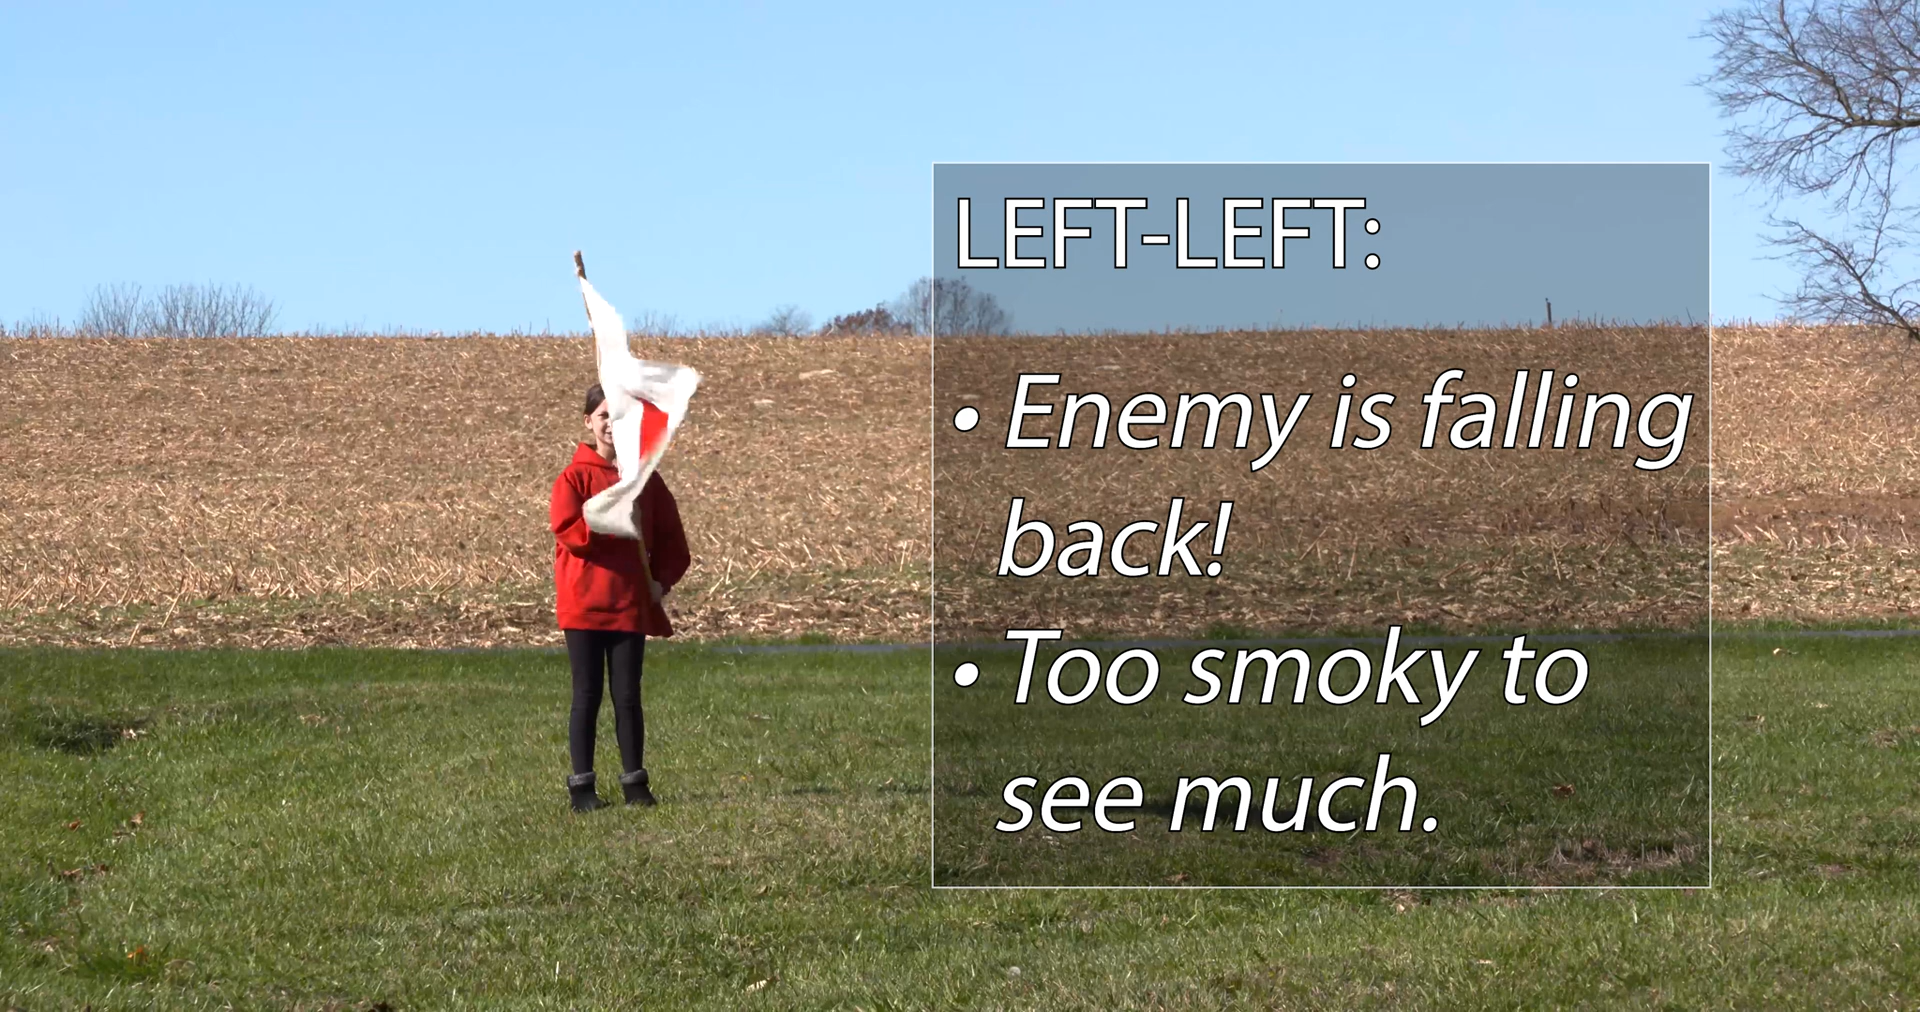 LEFT-LEFT:
• Enemy is falling
back!
• Too smoky to
see much.